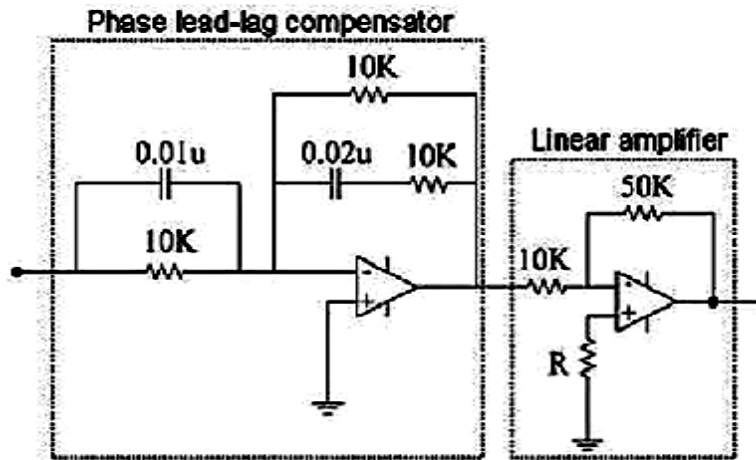 Phase lead-lag compensator
10K
Linear amplifier
0.01u
0.02u
10K
50K
10K
10K
-
+
-
+
R